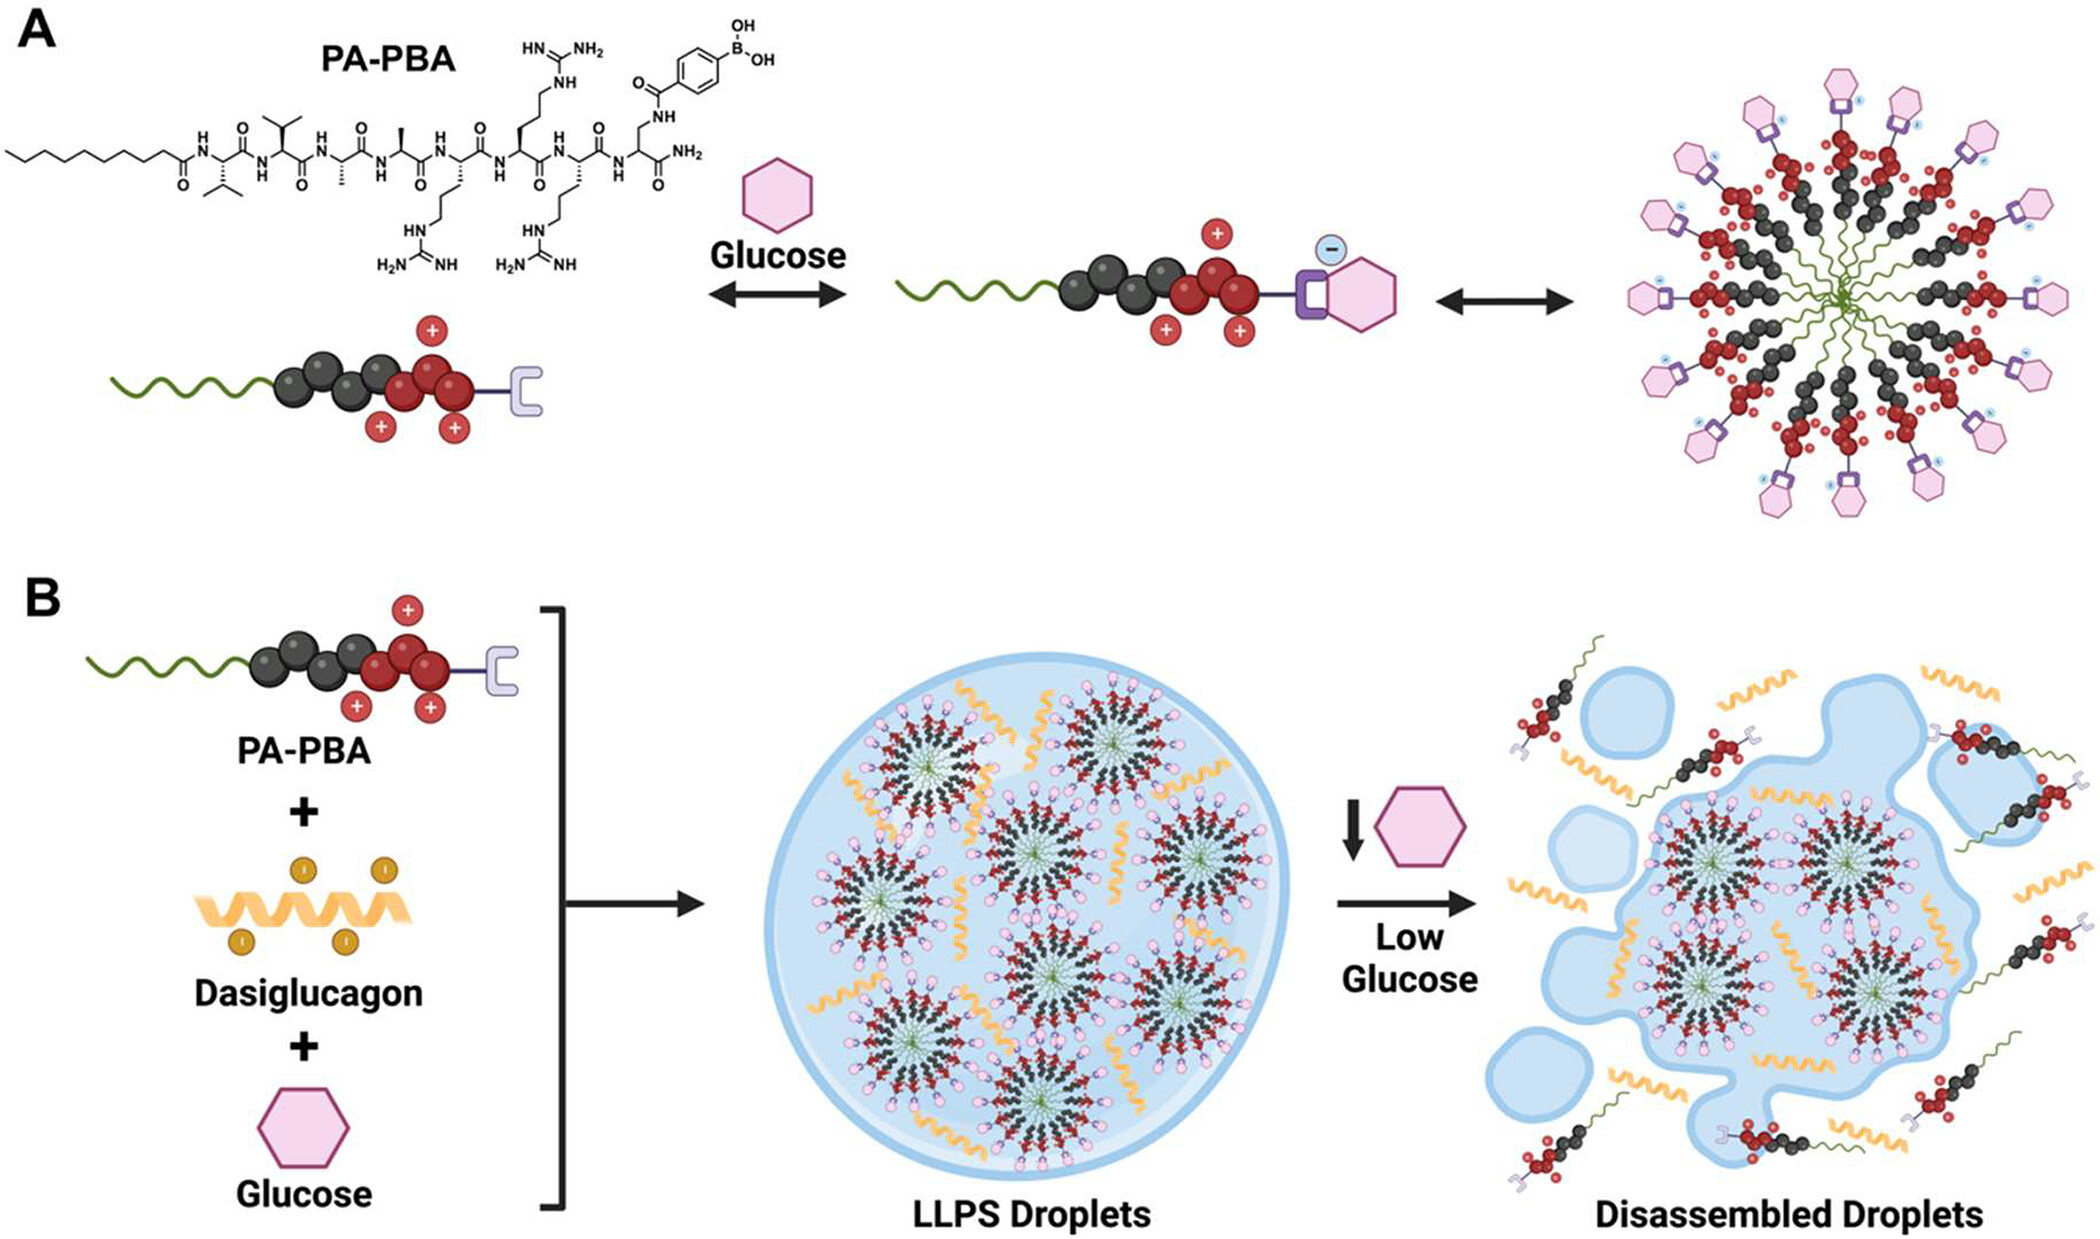 A
PA-PBA
HN
NH2
NH
OH
B
OH
O
NH
H
N
O
H
N
O
H
N
O
H
N
O
NH2
O
N
H
O
N
H
O
N
H
O
N
H
O
HN
H2N
NH
HN
H2N
NH
Glucose
+
+
+
+
+
+
−
B
+
+
+
PA-PBA
+
Dasiglucagon
+
Glucose
LLPS Droplets
Low
Glucose
Disassembled Droplets